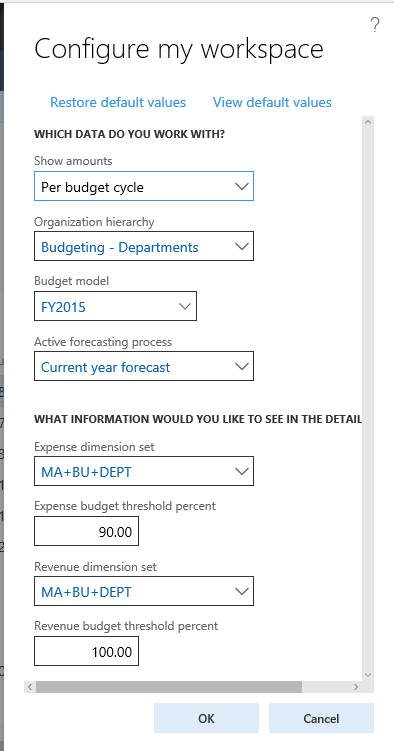 ?
Configure my workspace
Restore default values View default values
WHICH DATA DO YOU WORK WITH?
Show amounts
Per budget cycle
Organization hierarchy
Budgeting - Departments
Budget model
FY2015
Active forecasting process
Current year forecast
WHAT INFORMATION WOULD YOU LIKE TO SEE IN THE DETAIL
Expense dimension set
MA+BU+DEPT
Expense budget threshold percent
90.00
Revenue dimension set
MA+BU+DEPT
Revenue budget threshold percent
100.00
OK Cancel